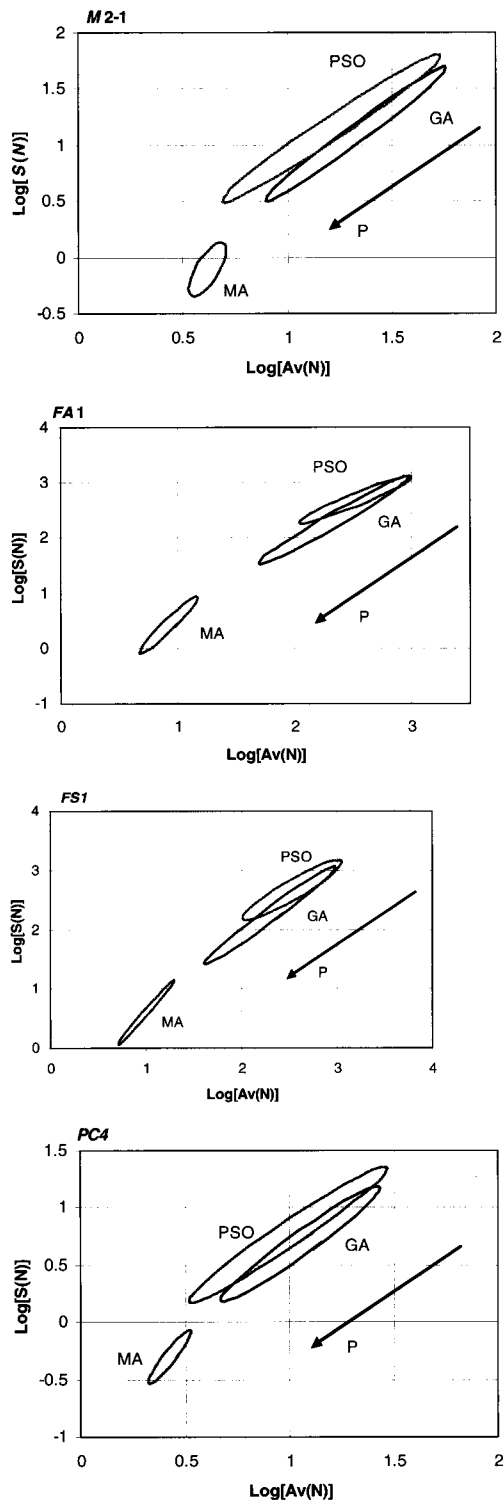 M 2-1
2
1.5
1
0.5
0
-0.5
Log[S(N)]
PSO
GA
P
MA
0
0.5
1
1.5
2
Log[Av(N)]
FA1
4
3
2
1
0
-1
Log[S(N)]
PSO
GA
P
MA
0
1
2
3
Log[Av(N)]
FS1
4
3
2
1
0
Log[S(N)]
PSO
GA
P
MA
0
1
2
3
4
Log[Av(N)]
PC4
1.5
1
0.5
0
-0.5
-1
Log[S(N)]
PSO
GA
P
MA
0
0.5
1
1.5
2
Log[Av(N)]